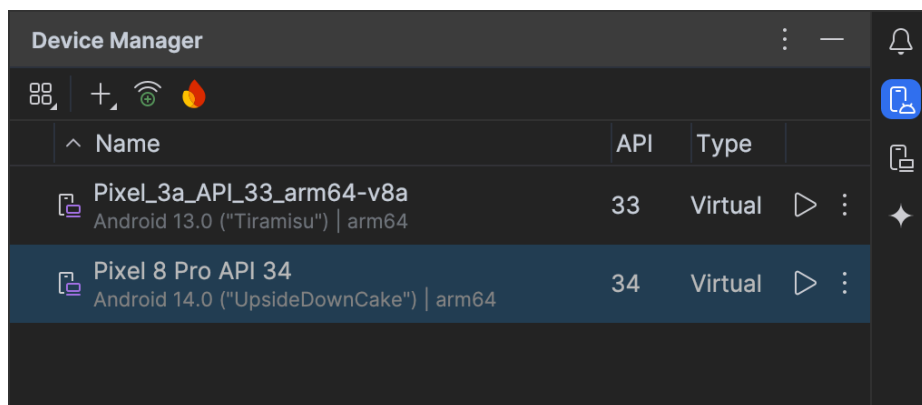 Device Manager
Name API Type
Pixel_3a_API_33_arm64-v8a
Android 13.0 ("Tiramisu") | arm64
33 Virtual
Pixel 8 Pro API 34
Android 14.0 ("UpsideDownCake") | arm64
34 Virtual